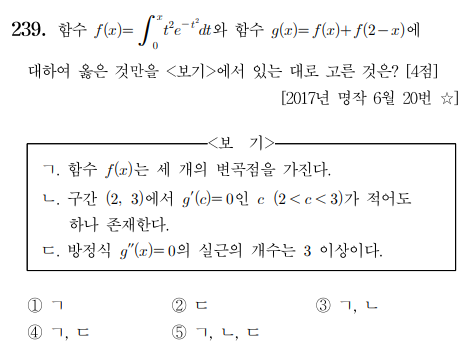 239. 함수 f(x)=∫₀ˣ t²e^{-t²}dt와 함수 g(x)=f(x)+f(2-x)에
대하여 옳은 것만을 <보기>에서 있는 대로 고른 것은? [4점]
[2017년 명작 6월 20번 ☆]
<보 기>
ㄱ. 함수 f(x)는 세 개의 변곡점을 가진다.
ㄴ. 구간 (2, 3)에서 g′(c)=0인 c (2<c<3)가 적어도
하나 존재한다.
ㄷ. 방정식 g″(x)=0의 실근의 개수는 3 이상이다.
① ㄱ ② ㄷ ③ ㄱ, ㄴ
④ ㄱ, ㄷ ⑤ ㄱ, ㄴ, ㄷ